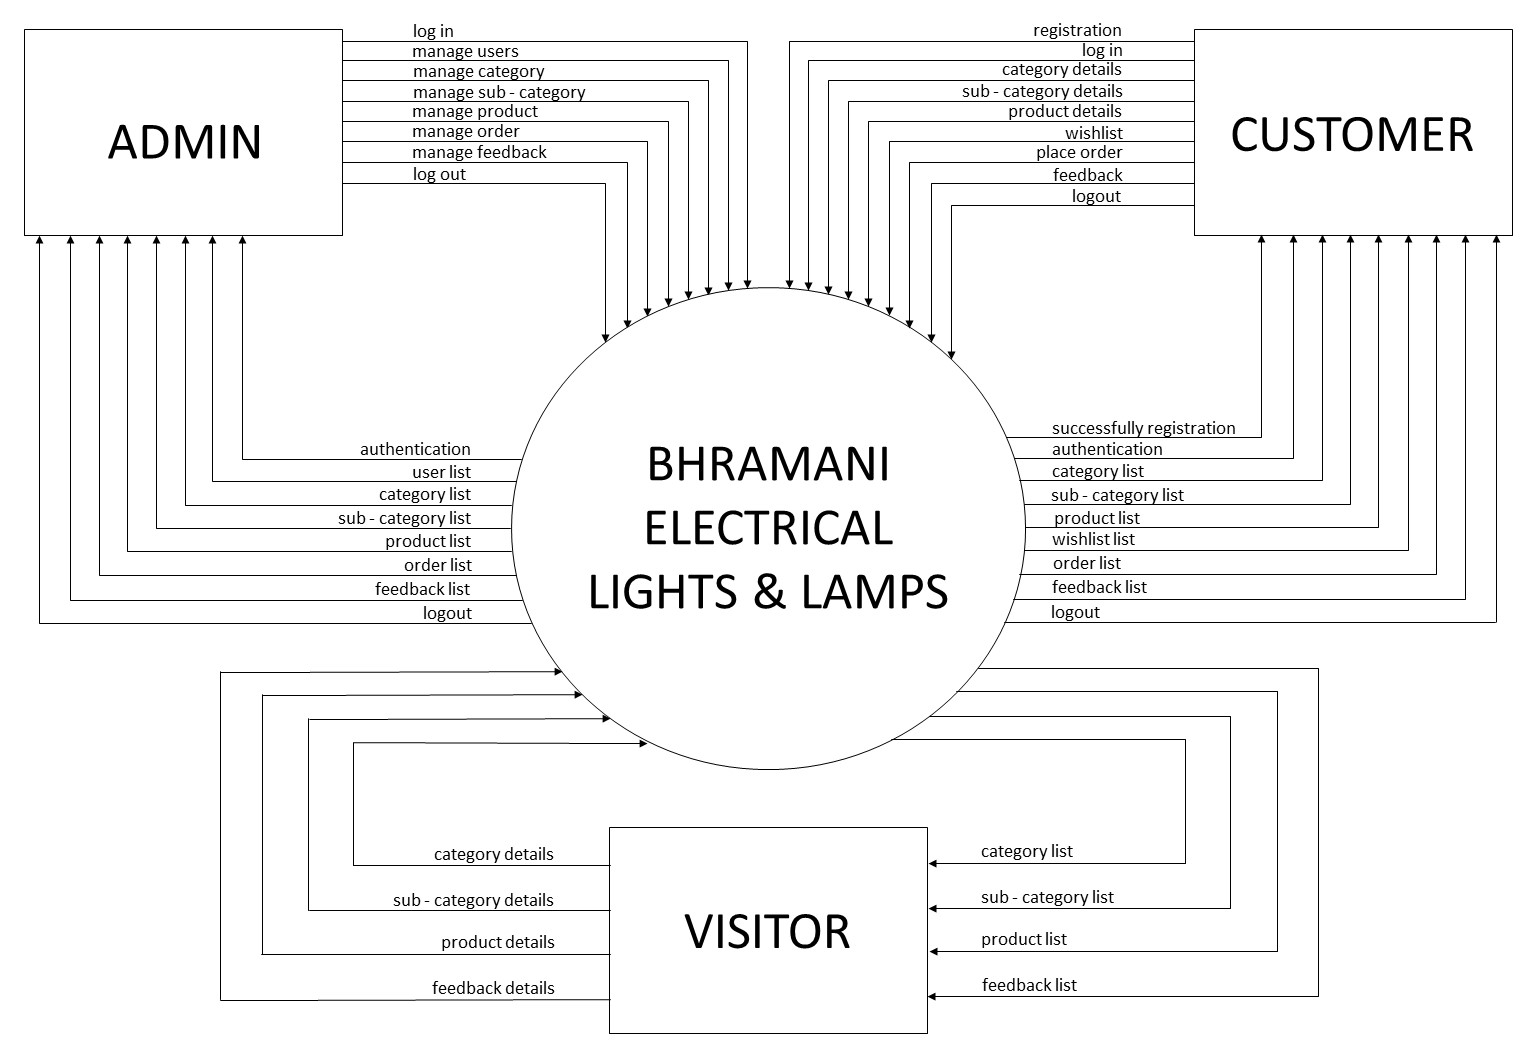 log in
manage users
manage category
manage sub - category
manage product
manage order
manage feedback
log out
ADMIN
registration
log in
category details
sub - category details
product details
wishlist
place order
feedback
logout
CUSTOMER
authentication
user list
category list
sub - category list
product list
order list
feedback list
logout
BHRAMANI
ELECTRICAL
LIGHTS & LAMPS
successfully registration
authentication
category list
sub - category list
product list
wishlist list
order list
feedback list
logout
category details
sub - category details
product details
feedback details
VISITOR
category list
sub - category list
product list
feedback list